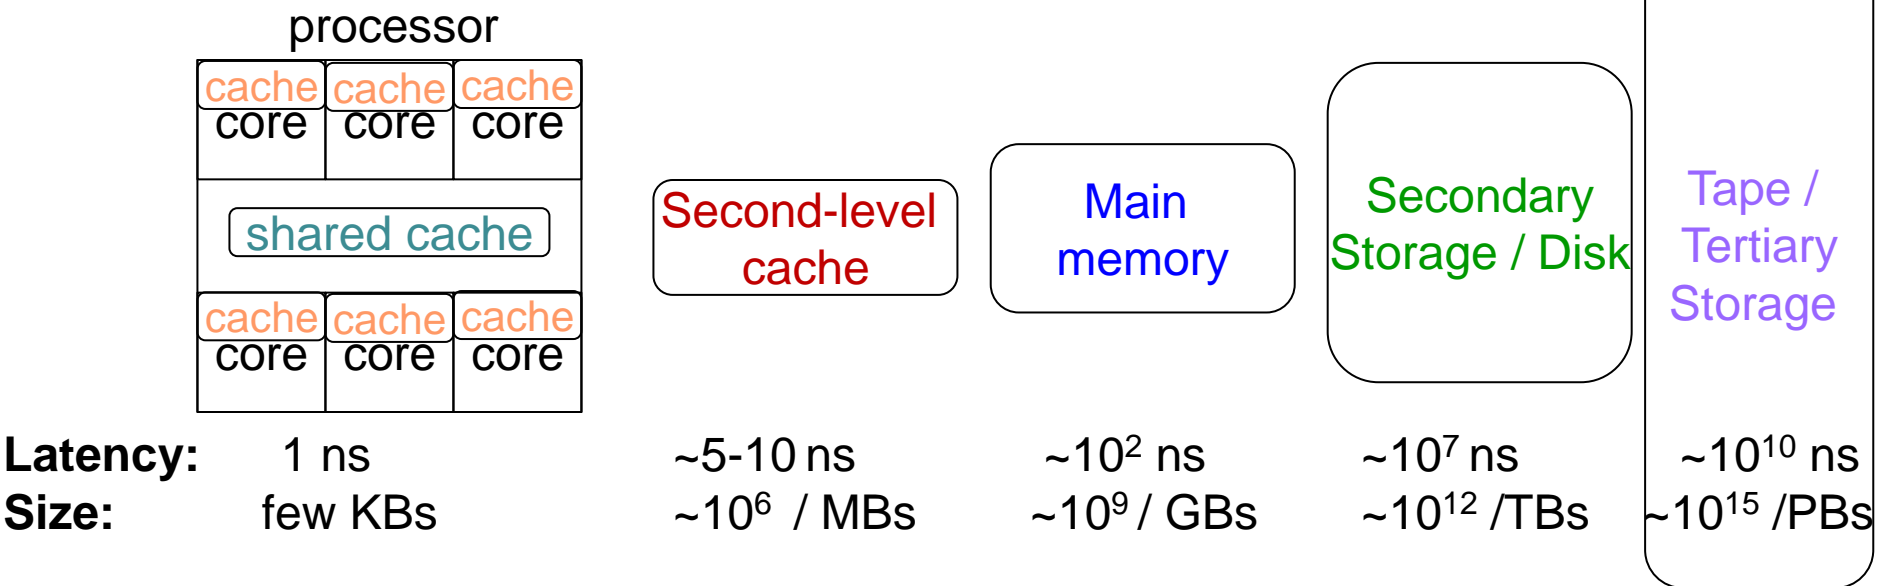 processor
cache cache cache
core core core
shared cache
cache cache cache
core core core
Second-level
cache
Main
memory
Secondary
Storage / Disk
Tape /
Tertiary
Storage
Latency: 1 ns ~5-10 ns ~10² ns ~10⁷ ns ~10¹⁰ ns
Size: few KBs ~10⁶ / MBs ~10⁹ / GBs ~10¹² /TBs ~10¹⁵ /PBs